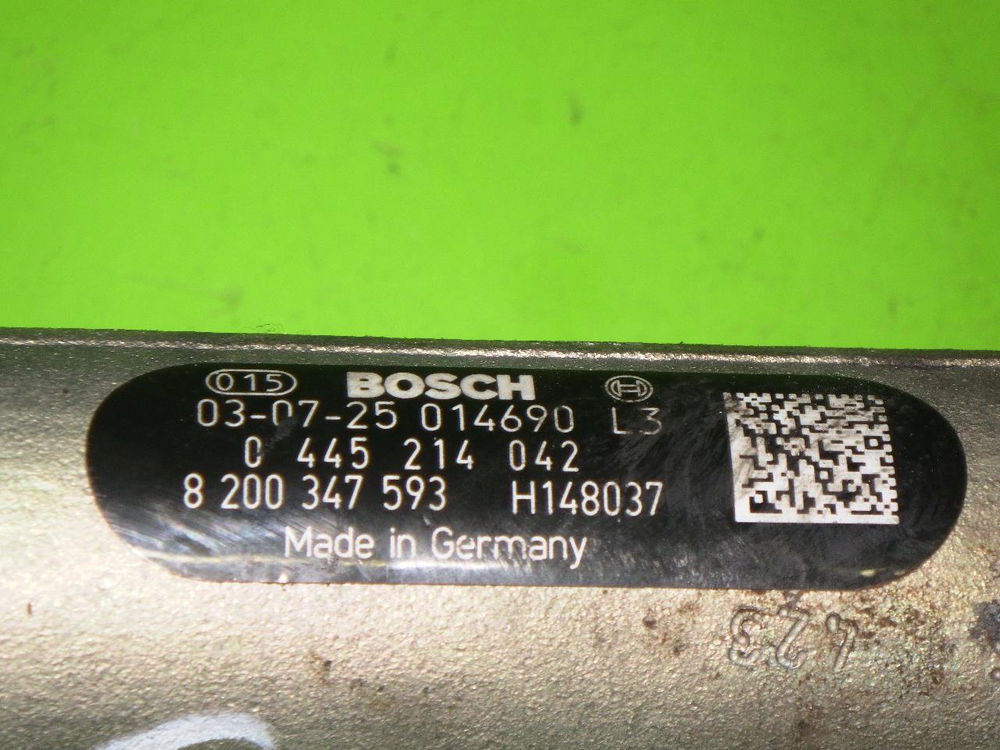 015 BOSCH
03-07-25 014690 L3
0 445 214 042
8 200 347 593 H148037
Made in Germany
423